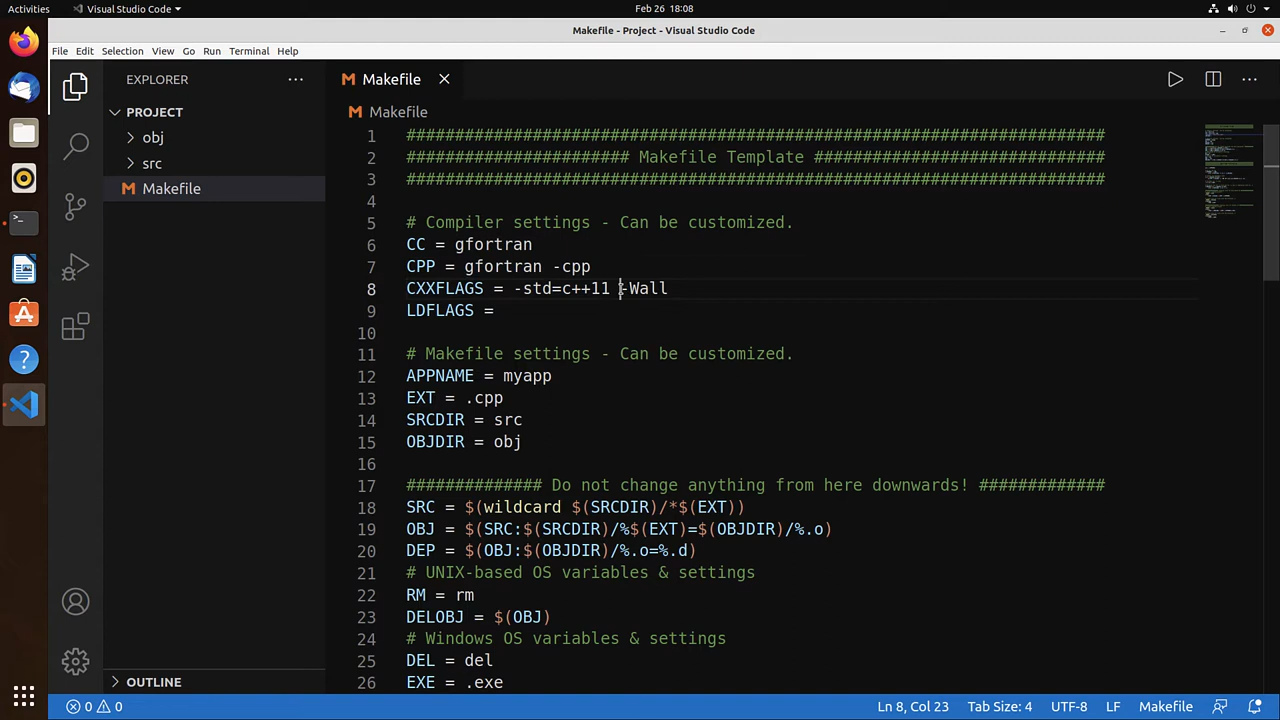 Activities
Visual Studio Code
Feb 26 18:08
Makefile - Project - Visual Studio Code
File Edit Selection View Go Run Terminal Help
EXPLORER
PROJECT
obj
src
Makefile
OUTLINE
Makefile
Makefile
1 #########################################################################
2 ####################### Makefile Template ##############################
3 #########################################################################
4
5 # Compiler settings - Can be customized.
6 CC = gfortran
7 CPP = gfortran -cpp
8 CXXFLAGS = -std=c++11 -Wall
9 LDFLAGS =
10
11 # Makefile settings - Can be customized.
12 APPNAME = myapp
13 EXT = .cpp
14 SRCDIR = src
15 OBJDIR = obj
16
17 ############## Do not change anything from here downwards! #############
18 SRC = $(wildcard $(SRCDIR)/*$(EXT))
19 OBJ = $(SRC:$(SRCDIR)/%$(EXT)=$(OBJDIR)/%.o)
20 DEP = $(OBJ:$(OBJDIR)/%.o=%.d)
21 # UNIX-based OS variables & settings
22 RM = rm
23 DELOBJ = $(OBJ)
24 # Windows OS variables & settings
25 DEL = del
26 EXE = .exe
0 0
Ln 8, Col 23 Tab Size: 4 UTF-8 LF Makefile